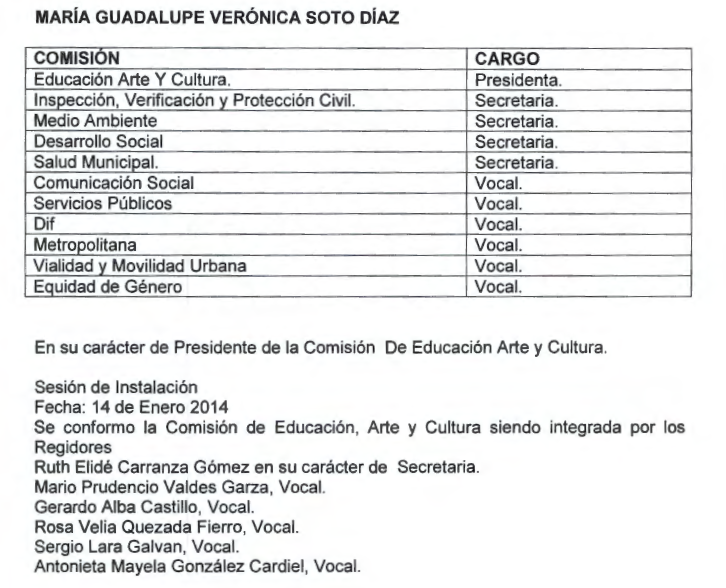 MARÍA GUADALUPE VERÓNICA SOTO DÍAZ
COMISIÓN CARGO
Educación Arte Y Cultura. Presidenta.
Inspección, Verificación y Protección Civil. Secretaria.
Medio Ambiente Secretaria.
Desarrollo Social Secretaria.
Salud Municipal. Secretaria.
Comunicación Social Vocal.
Servicios Públicos Vocal.
Dif Vocal.
Metropolitana Vocal.
Vialidad y Movilidad Urbana Vocal.
Equidad de Género Vocal.
En su carácter de Presidente de la Comisión De Educación Arte y Cultura.
Sesión de Instalación
Fecha: 14 de Enero 2014
Se conformo la Comisión de Educación, Arte y Cultura siendo integrada por los
Regidores
Ruth Elidé Carranza Gómez en su carácter de Secretaria.
Mario Prudencio Valdes Garza, Vocal.
Gerardo Alba Castillo, Vocal.
Rosa Velia Quezada Fierro, Vocal.
Sergio Lara Galvan, Vocal.
Antonieta Mayela González Cardiel, Vocal.